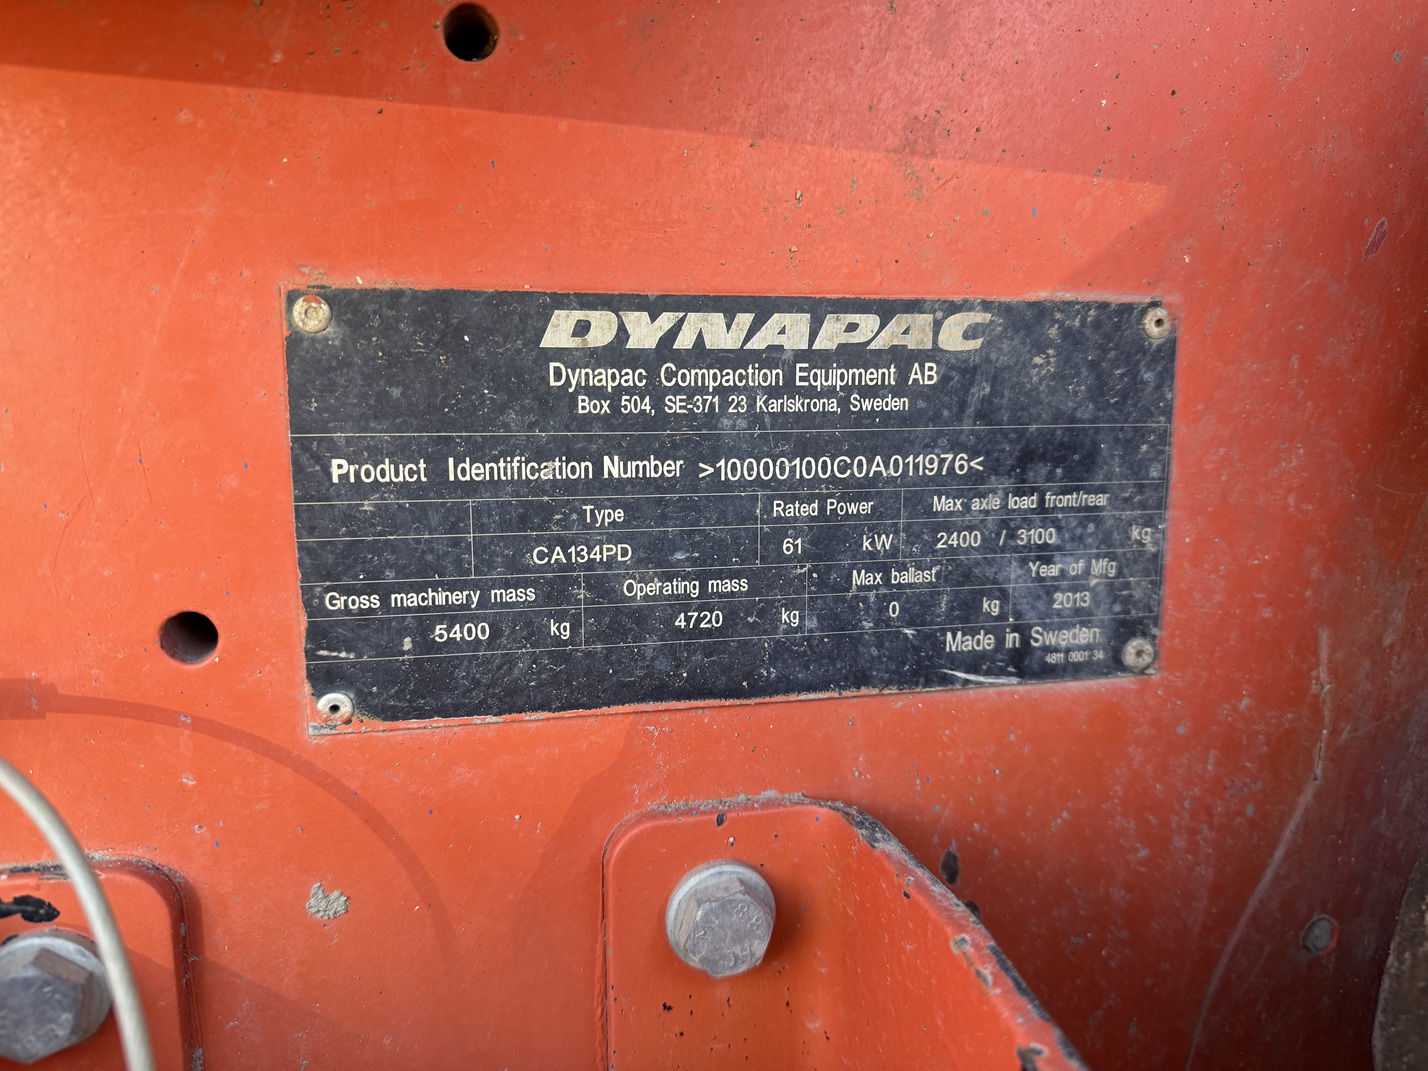 DYNAPAC
Dynapac Compaction Equipment AB
Box 504, SE-371 23 Karlskrona, Sweden
Product Identification Number >10000100C0A011976<
Type Rated Power Max axle load front/rear
CA134PD 61 kW 2400 / 3100 kg
Gross machinery mass Operating mass Max ballast Year of Mfg
5400 kg 4720 kg 0 kg 2013
Made in Sweden
4811 0001 34